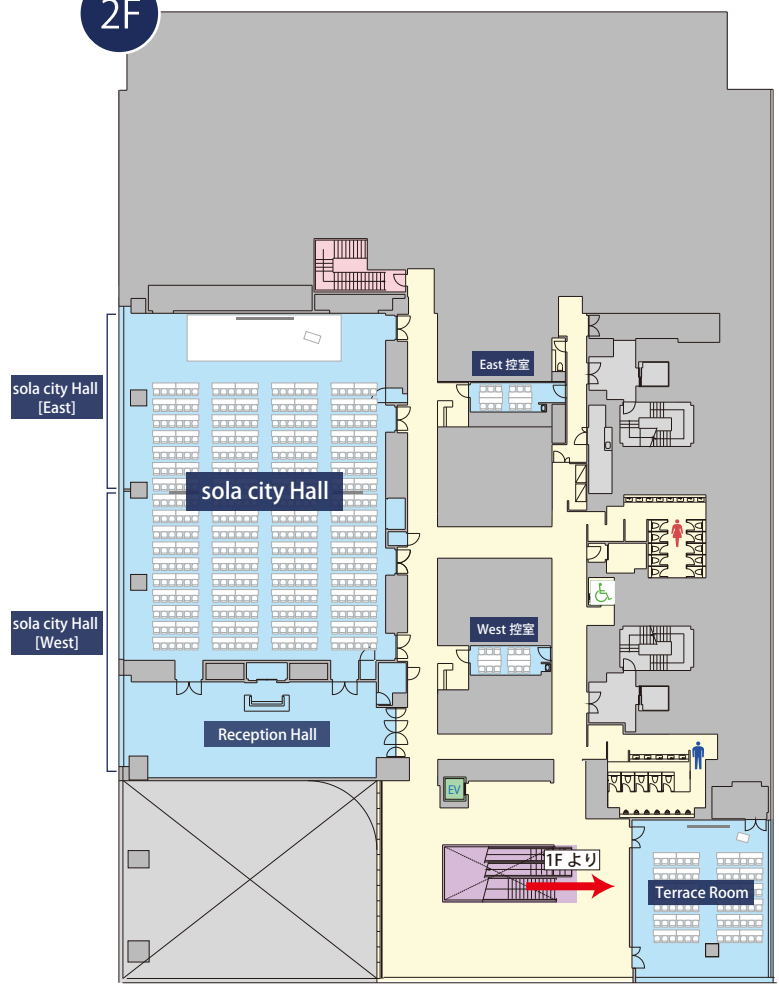 2F
East 控室
sola city Hall
[East]
sola city Hall
sola city Hall
[West]
West 控室
Reception Hall
EV
1F より
Terrace Room